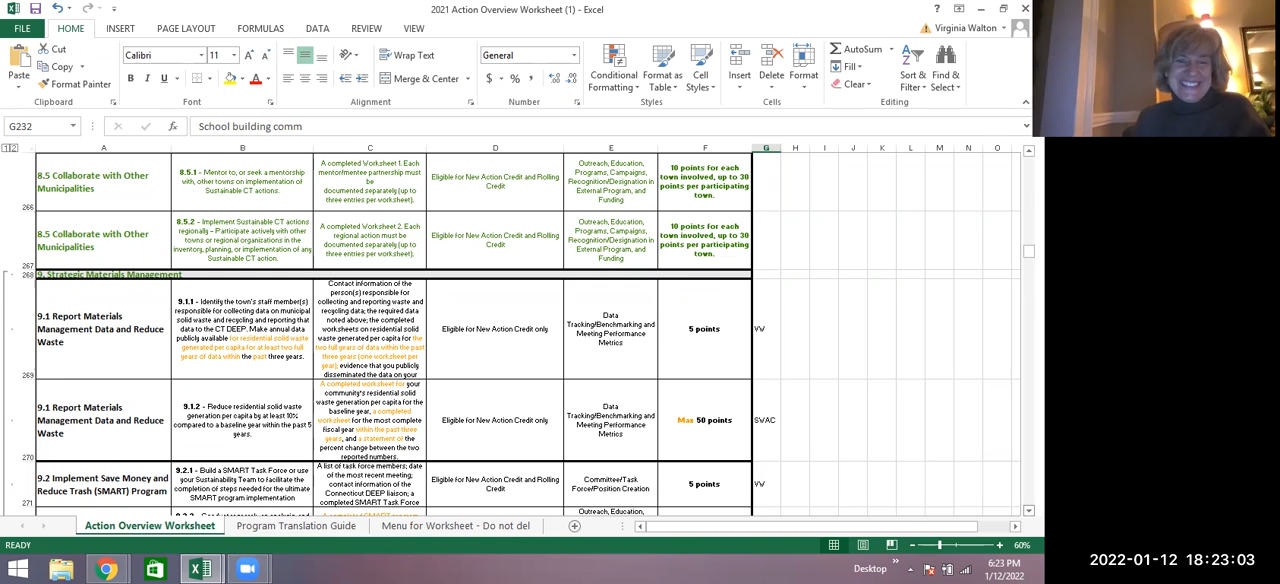 2021 Action Overview Worksheet (1) - Excel
FILE HOME INSERT PAGE LAYOUT FORMULAS DATA REVIEW VIEW Virginia Walton
Cut
Copy
Format Painter
Paste
Clipboard
Calibri 11
B I U
Font
Wrap Text
Merge & Center
Alignment
General
$ % ,
Number
Conditional Formatting
Format as Table
Cell Styles
Styles
Insert Delete Format
Cells
AutoSum
Fill
Clear
Sort & Filter
Find & Select
Editing
G232 School building comm
1 2 A B C D E F G H I J K L M N O
266
8.5 Collaborate with Other
Municipalities
8.5.1 - Mentor to, or seek a mentorship
with, other towns on implementation of
Sustainable CT actions.
A completed Worksheet 1. Each
mentor/mentee partnership must
be
documented separately (up to
three entries per worksheet).
Eligible for New Action Credit and Rolling
Credit
Outreach, Education,
Programs, Campaigns,
Recognition/Designation in
External Program, and
Funding
10 points for each
town involved, up to 30
points per participating
town.
267
8.5 Collaborate with Other
Municipalities
8.5.2 - Implement Sustainable CT actions
regionally - Participate actively with other
towns or regional organizations in the
inventory, planning, or implementation of any
Sustainable CT action.
A completed Worksheet 2. Each
regional action must be
documented separately (up to
three entries per worksheet).
Eligible for New Action Credit and Rolling
Credit
Outreach, Education,
Programs, Campaigns,
Recognition/Designation in
External Program, and
Funding
10 points for each
town involved, up to 30
points per participating
town.
268 9. Strategic Materials Management
269
9.1 Report Materials
Management Data and Reduce
Waste
9.1.1 - Identify the town's staff member(s)
responsible for collecting data on municipal
solid waste and recycling and reporting that
data to the CT DEEP. Make annual data
publicly available for residential solid waste
generated per capita for at least two full
years of data within the past three years.
Contact information of the
person(s) responsible for
collecting and reporting waste and
recycling data; the required data
noted above; the completed
worksheets on residential solid
waste generated per capita for the
two full years of data within the past
three years (one worksheet per
year); evidence that you publicly
disseminated the data on your
Eligible for New Action Credit only
Data
Tracking/Benchmarking and
Meeting Performance
Metrics
5 points
VW
270
9.1 Report Materials
Management Data and Reduce
Waste
9.1.2 - Reduce residential solid waste
generation per capita by at least 10%
compared to a baseline year within the past 5
years.
A completed worksheet for your
community's residential solid
waste generation per capita for the
baseline year, a completed
worksheet for the most complete
fiscal year within the past three
years, and a statement of the
percent change between the two
reported numbers.
Eligible for New Action Credit only
Data
Tracking/Benchmarking and
Meeting Performance
Metrics
Max 50 points
SWAC
271
9.2 Implement Save Money and
Reduce Trash (SMART) Program
9.2.1 - Build a SMART Task Force or use
your Sustainability Team to facilitate the
completion of steps needed for the ultimate
SMART program implementation
A list of task force members; date
of the most recent meeting;
contact information of the
Connecticut DEEP liaison; a
completed SMART Task Force
Eligible for New Action Credit and Rolling
Credit
Committee/Task
Force/Position Creation
5 points
VW
Outreach, Education,
Action Overview Worksheet Program Translation Guide Menu for Worksheet - Do not del
READY 60%
Desktop 6:23 PM
1/12/2022
2022-01-12 18:23:03